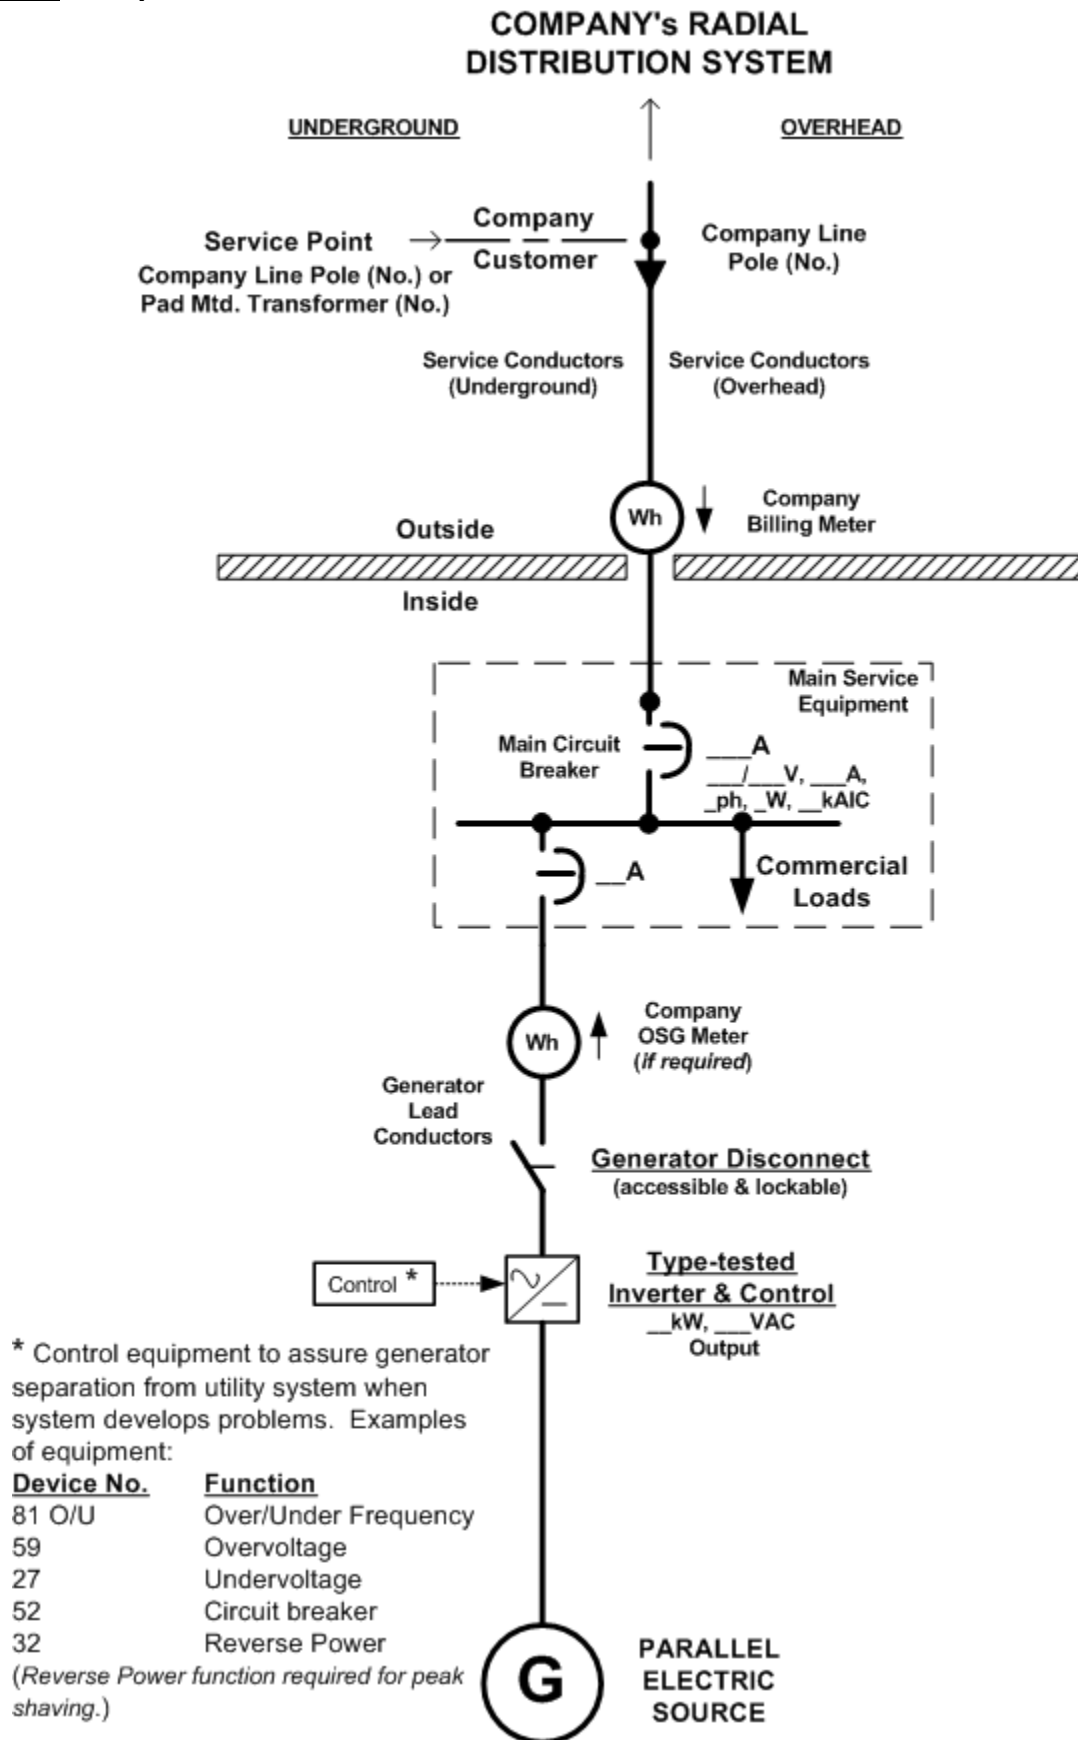 COMPANY's RADIAL
DISTRIBUTION SYSTEM
UNDERGROUND
OVERHEAD
Company
Service Point
Customer
Company Line Pole (No.) or
Pad Mtd. Transformer (No.)
Company Line
Pole (No.)
Service Conductors
(Underground)
Service Conductors
(Overhead)
Wh
Company
Billing Meter
Outside
Inside
Main Service
Equipment
Main Circuit
Breaker
___A
___/___V, ___A,
_ph, _W, __kAIC
__A
Commercial
Loads
Wh
Company
OSG Meter
(if required)
Generator
Lead
Conductors
Generator Disconnect
(accessible & lockable)
Control *
Type-tested
Inverter & Control
__kW, ___VAC
Output
* Control equipment to assure generator
separation from utility system when
system develops problems. Examples
of equipment:
Device No. Function
81 O/U Over/Under Frequency
59 Overvoltage
27 Undervoltage
52 Circuit breaker
32 Reverse Power
(Reverse Power function required for peak
shaving.)
G
PARALLEL
ELECTRIC
SOURCE